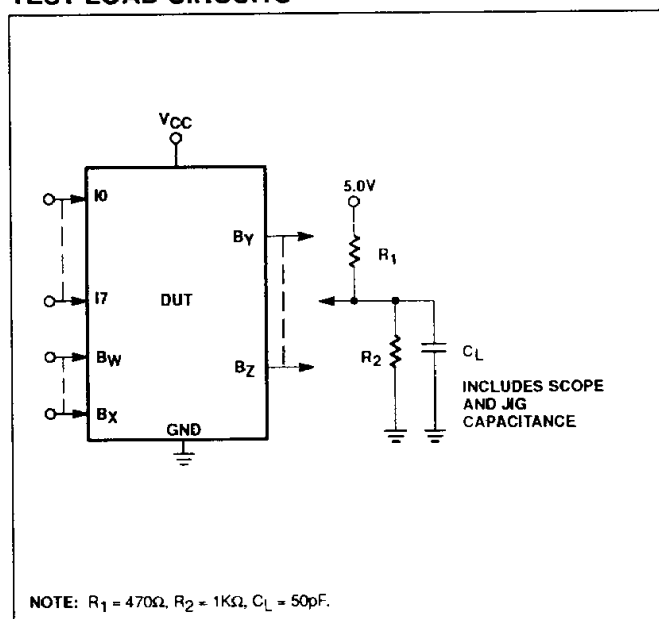 TEST LOAD CIRCUITS
VCC
I0
5.0V
BY
R1
I7
DUT
BW
R2
CL
BZ
BX
INCLUDES SCOPE
AND JIG
CAPACITANCE
GND
NOTE: R1 = 470Ω, R2 = 1KΩ, CL = 50pF.